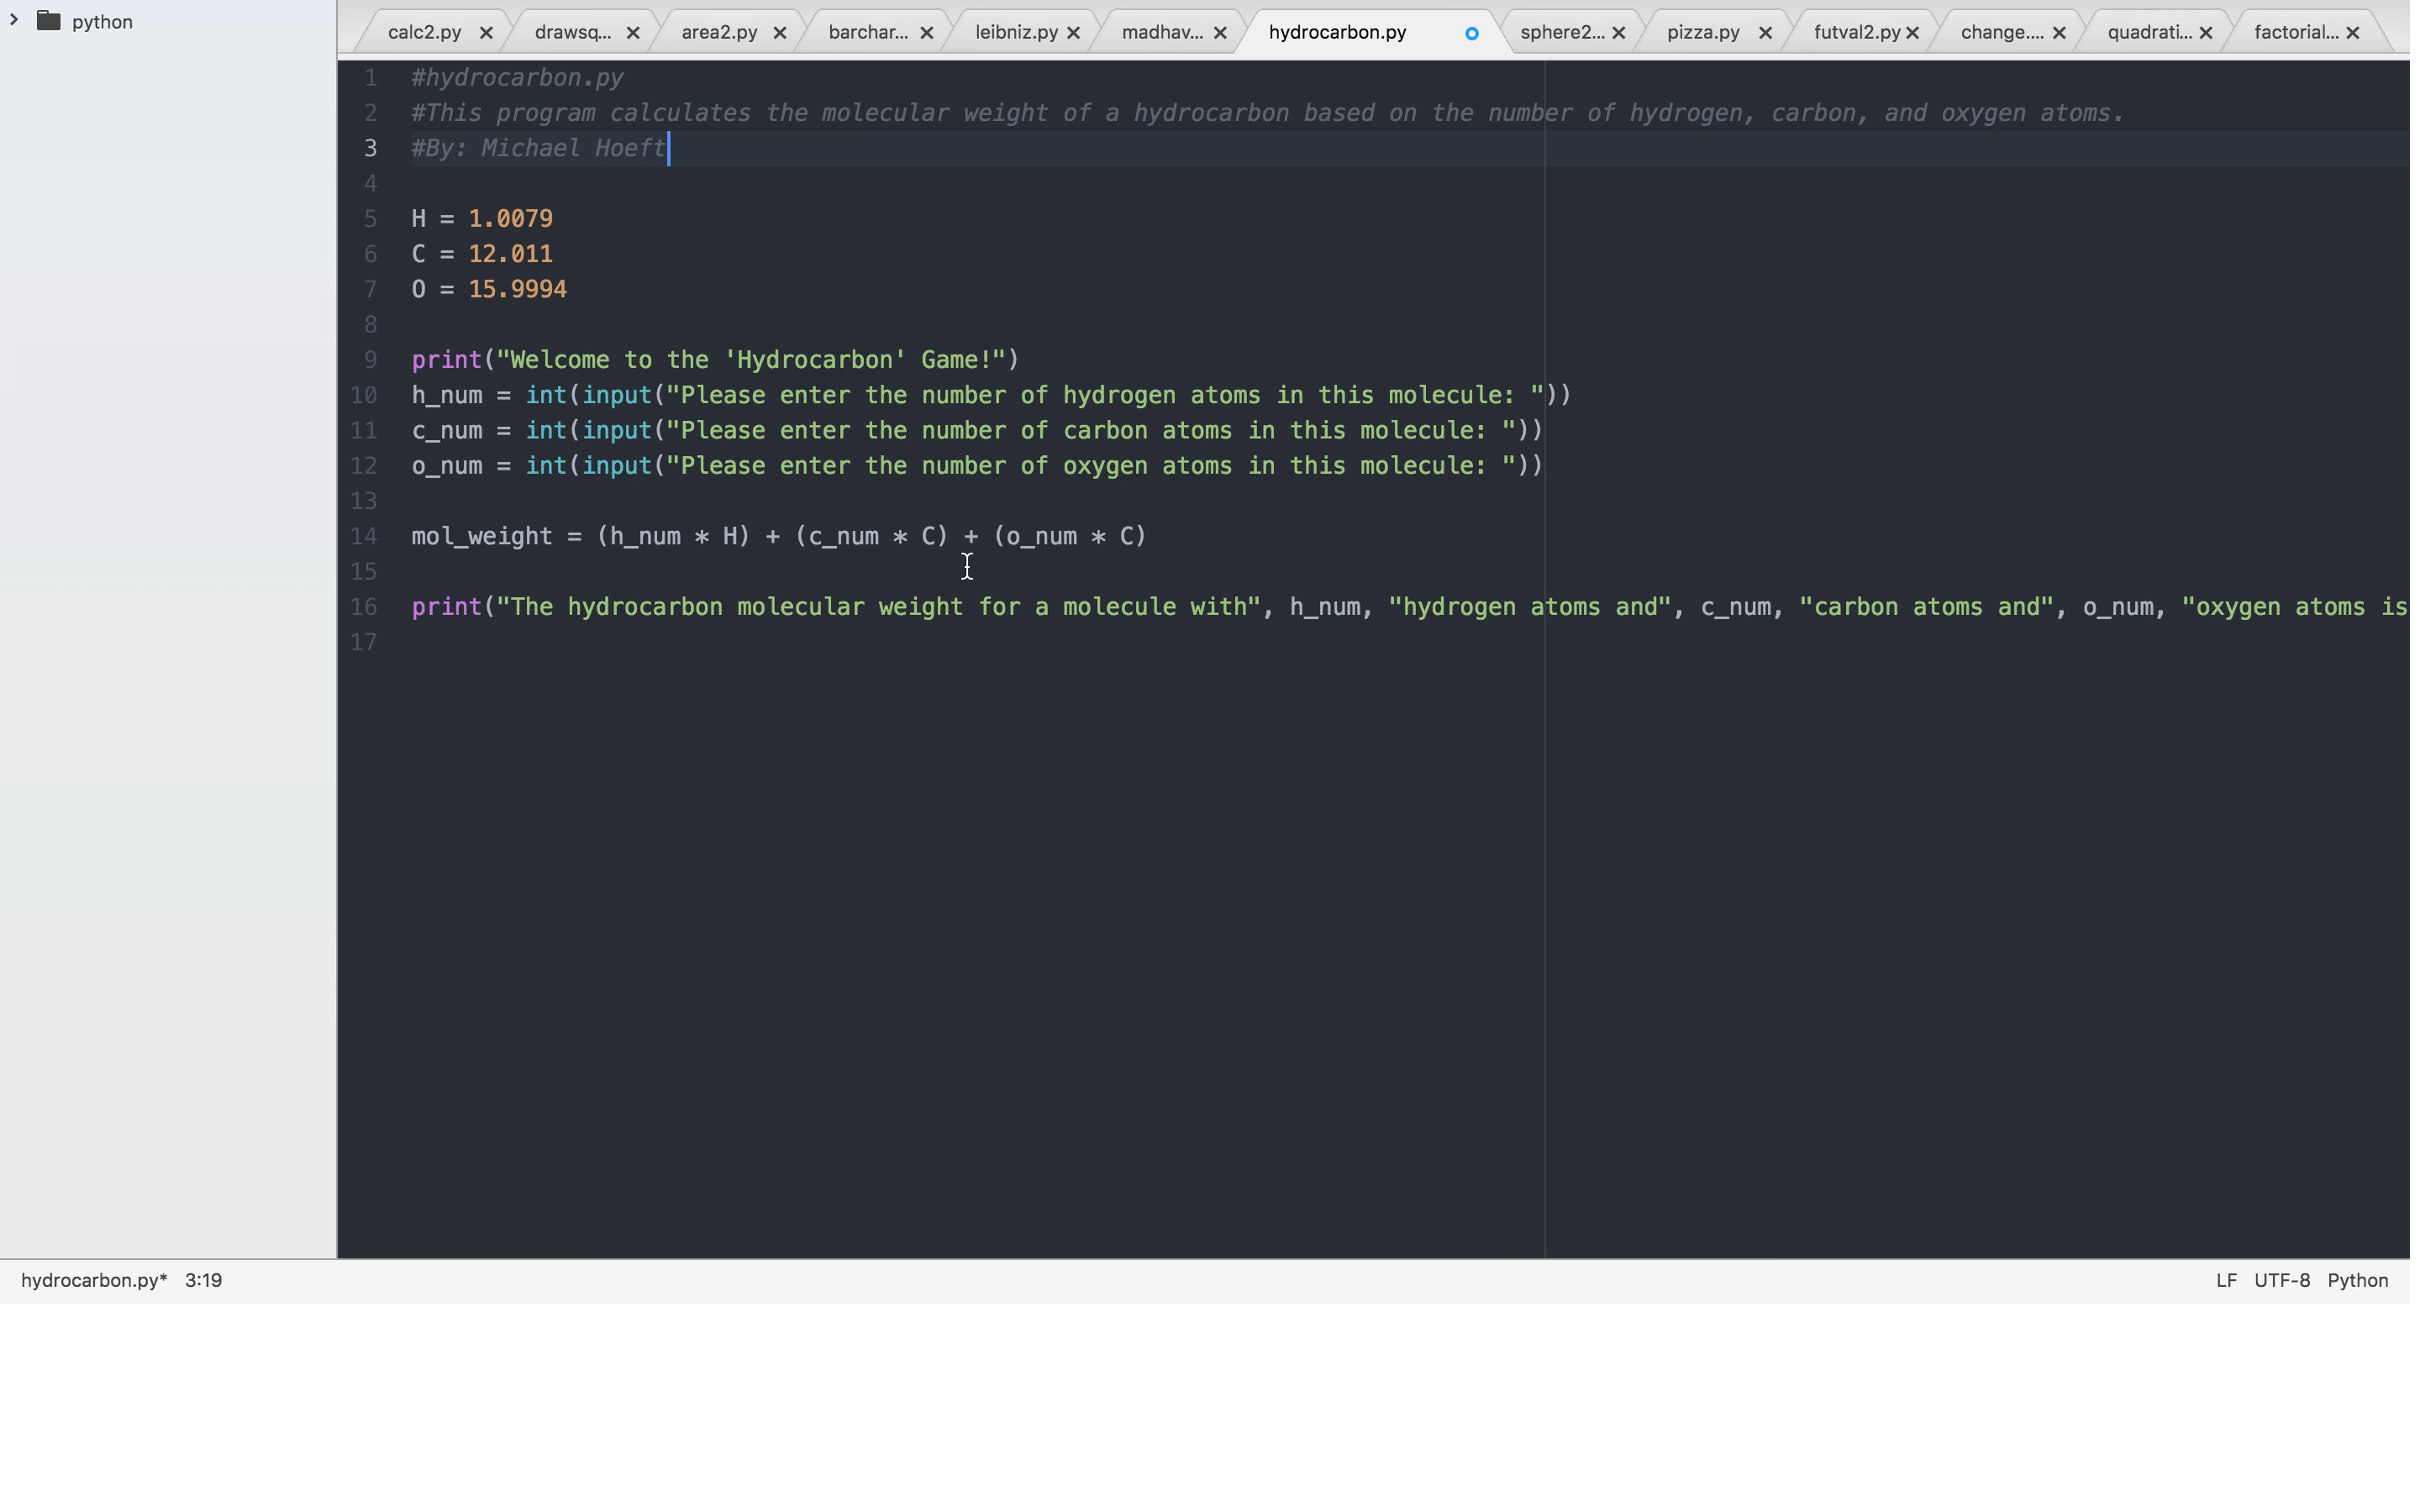 python
calc2.py
drawsq...
area2.py
barchar...
leibniz.py
madhav...
hydrocarbon.py
sphere2...
pizza.py
futval2.py
change....
quadrati...
factorial...
1 #hydrocarbon.py
2 #This program calculates the molecular weight of a hydrocarbon based on the number of hydrogen, carbon, and oxygen atoms.
3 #By: Michael Hoeft
4
5 H = 1.0079
6 C = 12.011
7 O = 15.9994
8
9 print("Welcome to the 'Hydrocarbon' Game!")
10 h_num = int(input("Please enter the number of hydrogen atoms in this molecule: "))
11 c_num = int(input("Please enter the number of carbon atoms in this molecule: "))
12 o_num = int(input("Please enter the number of oxygen atoms in this molecule: "))
13
14 mol_weight = (h_num * H) + (c_num * C) + (o_num * C)
15
16 print("The hydrocarbon molecular weight for a molecule with", h_num, "hydrogen atoms and", c_num, "carbon atoms and", o_num, "oxygen atoms is
17
hydrocarbon.py* 3:19
LF UTF-8 Python